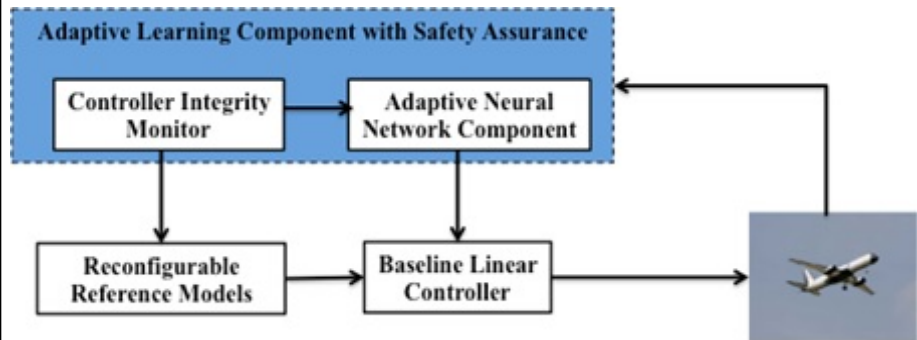 Adaptive Learning Component with Safety Assurance
Controller Integrity
Monitor
Adaptive Neural
Network Component
Reconfigurable
Reference Models
Baseline Linear
Controller